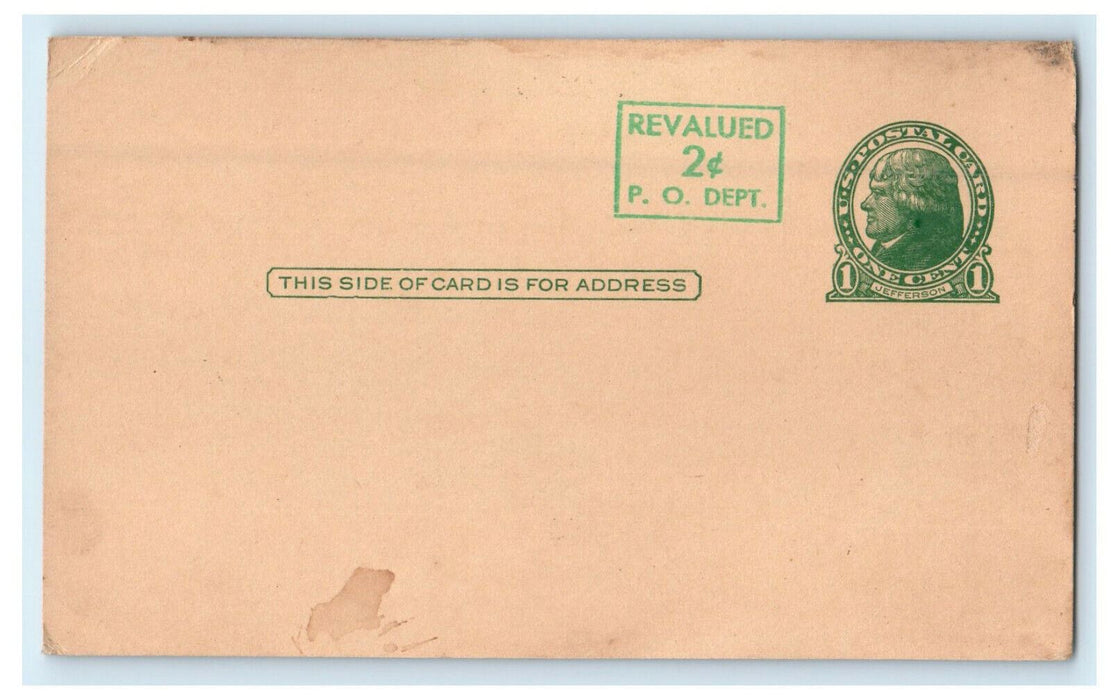 REVALUED
2¢
P. O. DEPT.
U.S. POSTAL CARD
ONE CENT
1 1
JEFFERSON
THIS SIDE OF CARD IS FOR ADDRESS